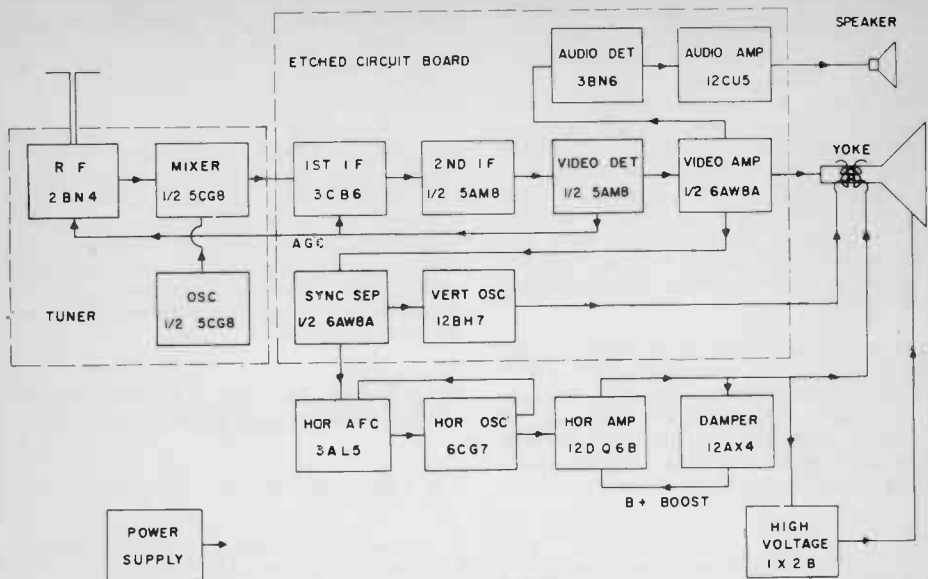 SPEAKER
ETCHED CIRCUIT BOARD
AUDIO DET
3BN6
AUDIO AMP
12CU5
R F
2BN4
MIXER
1/2 5CG8
1ST IF
3CB6
2ND IF
1/2 5AM8
VIDEO DET
1/2 5AM8
VIDEO AMP
1/2 6AW8A
YOKE
AGC
TUNER
OSC
1/2 5CG8
SYNC SEP
1/2 6AW8A
VERT OSC
12BH7
HOR AFC
3AL5
HOR OSC
6CG7
HOR AMP
12DQ6B
DAMPER
12AX4
B+ BOOST
POWER
SUPPLY
HIGH
VOLTAGE
1X2B